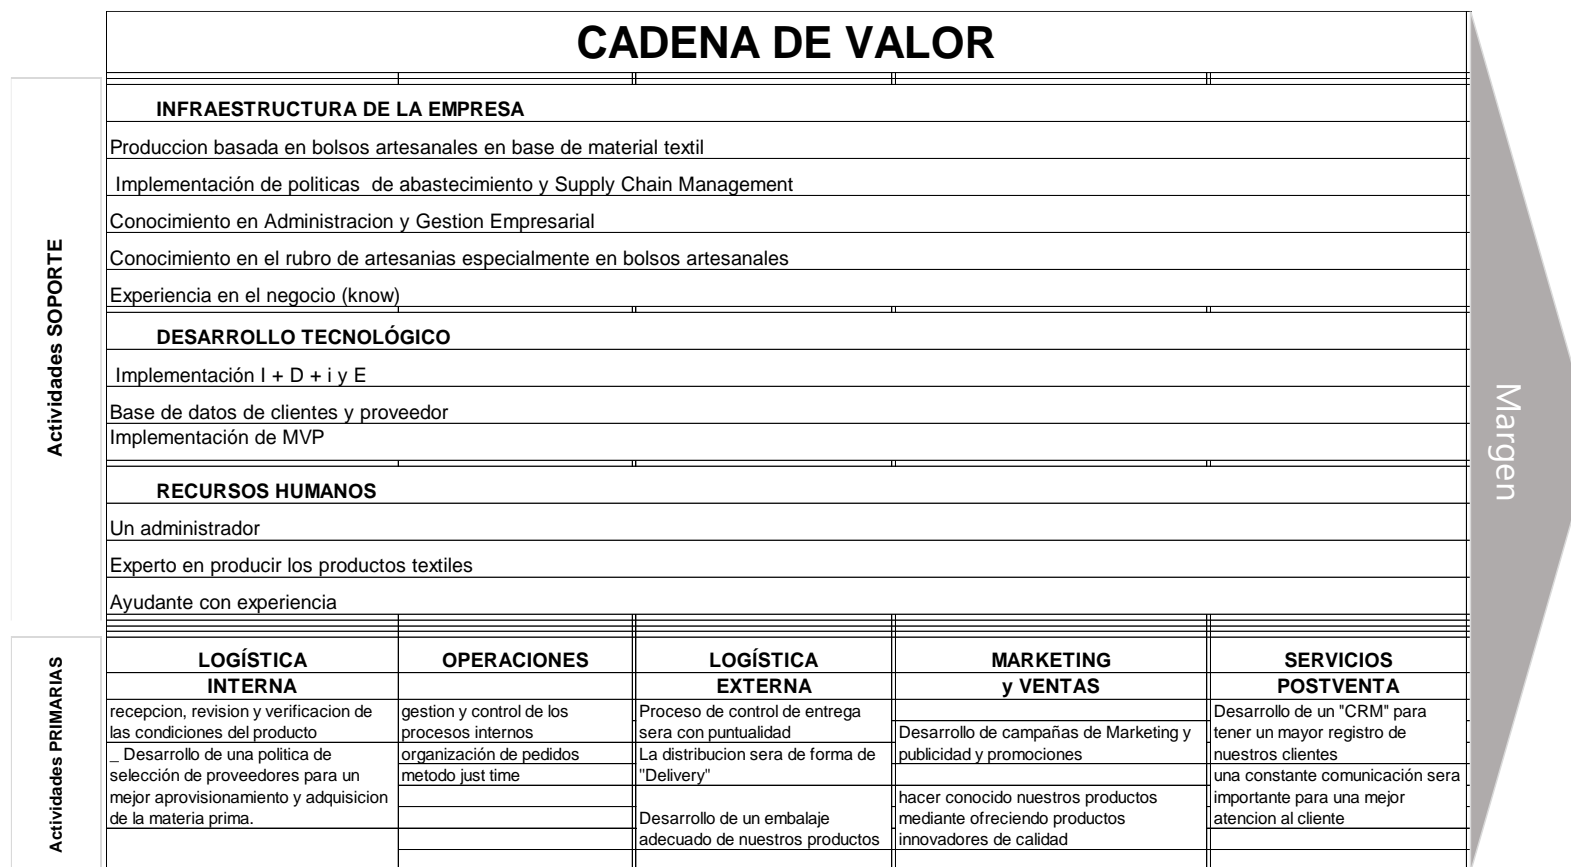 CADENA DE VALOR
Actividades SOPORTE
INFRAESTRUCTURA DE LA EMPRESA
Produccion basada en bolsos artesanales en base de material textil
Implementación de politicas de abastecimiento y Supply Chain Management
Conocimiento en Administracion y Gestion Empresarial
Conocimiento en el rubro de artesanias especialmente en bolsos artesanales
Experiencia en el negocio (know)
DESARROLLO TECNOLÓGICO
Implementación I + D + i y E
Base de datos de clientes y proveedor
Implementación de MVP
RECURSOS HUMANOS
Un administrador
Experto en producir los productos textiles
Ayudante con experiencia
Margen
Actividades PRIMARIAS
LOGÍSTICA
INTERNA
recepcion, revision y verificacion de
las condiciones del producto
_ Desarrollo de una politica de
selección de proveedores para un
mejor aprovisionamiento y adquisicion
de la materia prima.
OPERACIONES
gestion y control de los
procesos internos
organización de pedidos
metodo just time
LOGÍSTICA
EXTERNA
Proceso de control de entrega
sera con puntualidad
La distribucion sera de forma de
"Delivery"
Desarrollo de un embalaje
adecuado de nuestros productos
MARKETING
y VENTAS
Desarrollo de campañas de Marketing y
publicidad y promociones
hacer conocido nuestros productos
mediante ofreciendo productos
innovadores de calidad
SERVICIOS
POSTVENTA
Desarrollo de un "CRM" para
tener un mayor registro de
nuestros clientes
una constante comunicación sera
importante para una mejor
atencion al cliente